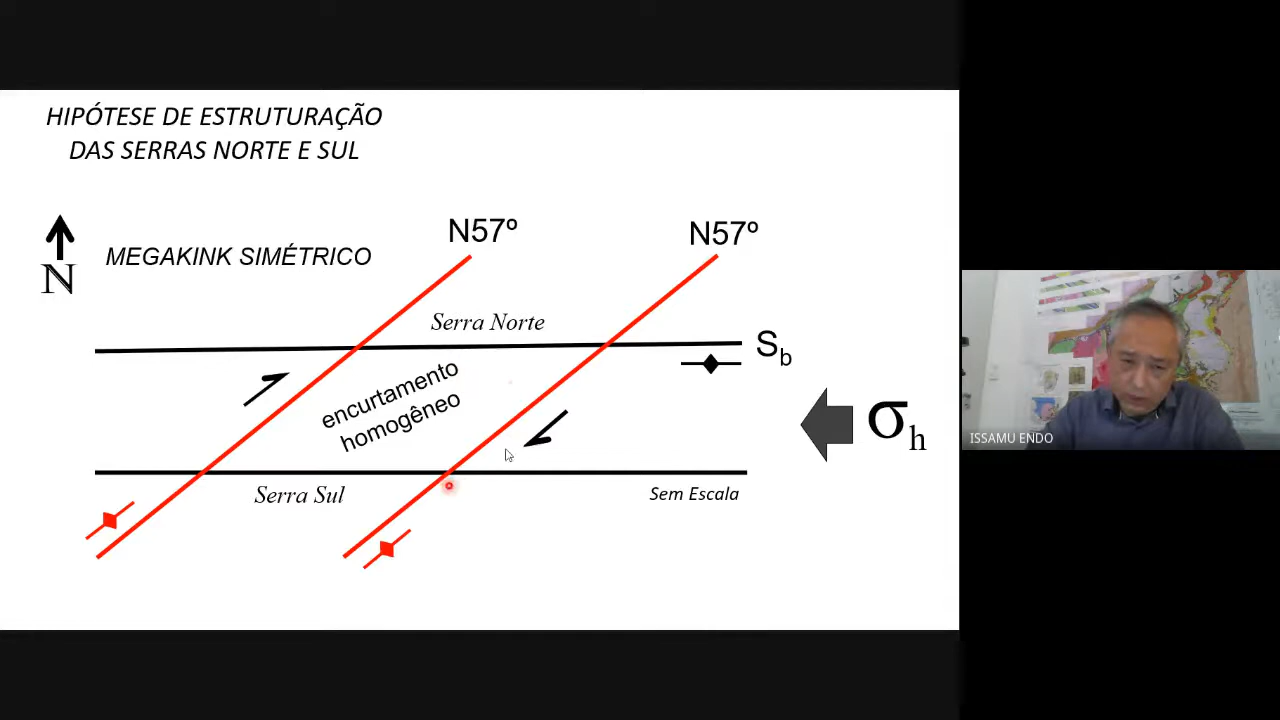 HIPÓTESE DE ESTRUTURAÇÃO
DAS SERRAS NORTE E SUL
N
MEGAKINK SIMÉTRICO
N57º
N57º
Serra Norte
Sb
encurtamento
homogêneo
σh
Serra Sul
Sem Escala
ISSAMU ENDO